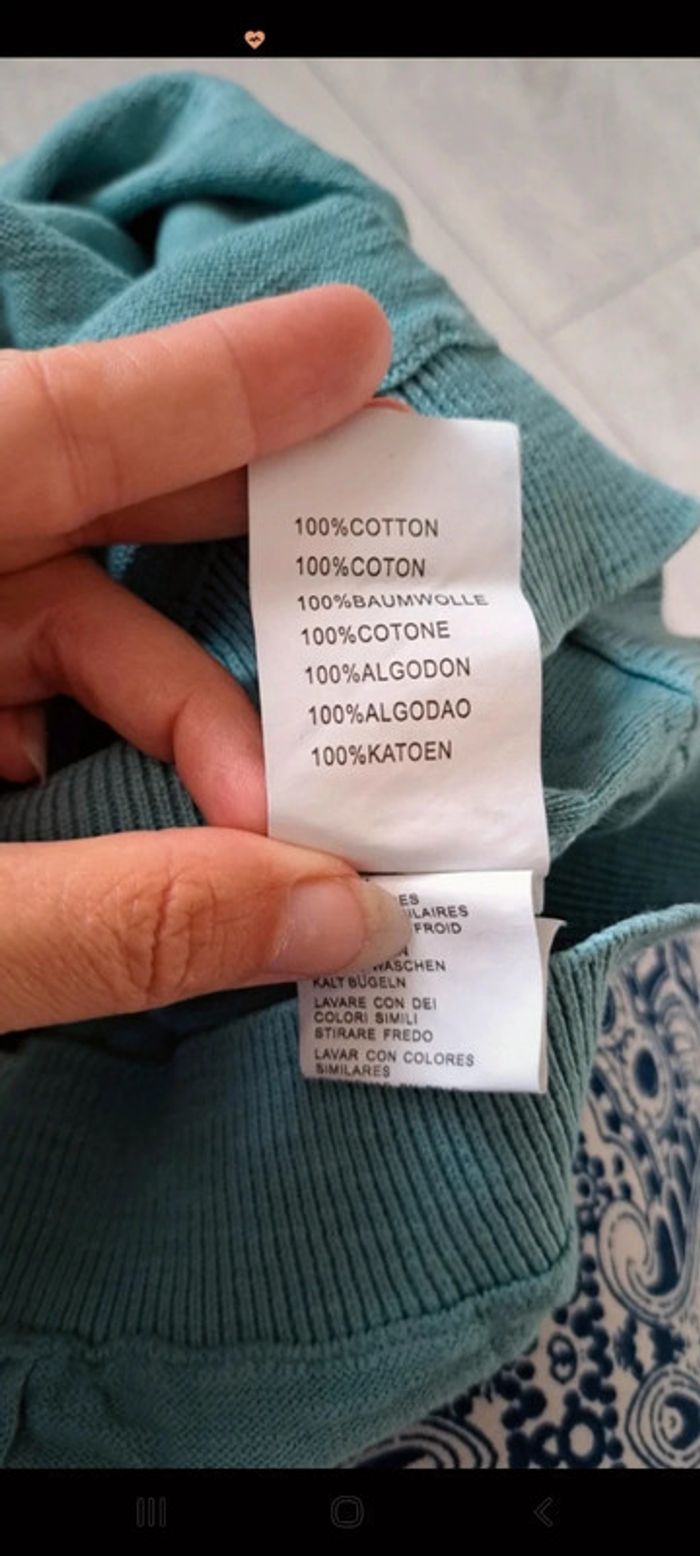 100%COTTON
100%COTON
100%BAUMWOLLE
100%COTONE
100%ALGODON
100%ALGODAO
100%KATOEN
FROID
KALT BÜGELN
LAVARE CON DEI
COLORI SIMILI
STIRARE FREDO
LAVAR CON COLORES
SIMILARES